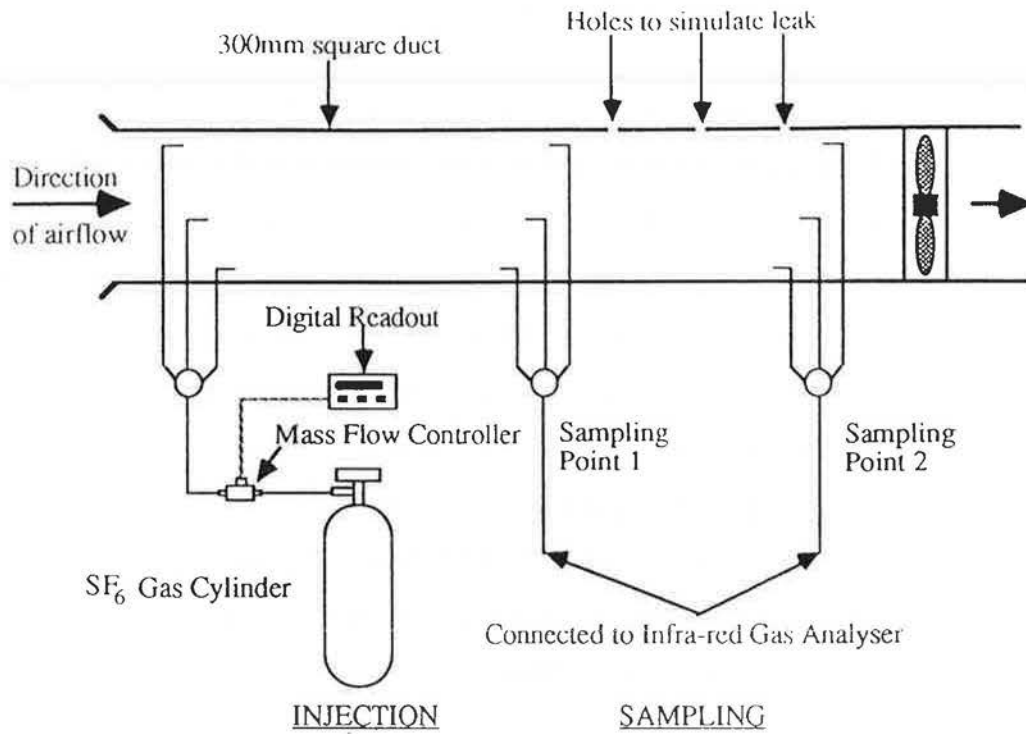 300mm square duct
Holes to simulate leak
Direction
of airflow
Digital Readout
Mass Flow Controller
Sampling
Point 1
Sampling
Point 2
SF6 Gas Cylinder
Connected to Infra-red Gas Analyser
INJECTION
SAMPLING